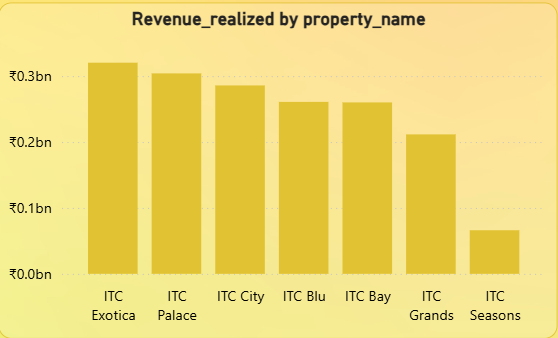 Revenue_realized by property_name
₹0.3bn
₹0.2bn
₹0.1bn
₹0.0bn
ITC
Exotica
ITC
Palace
ITC City
ITC Blu
ITC Bay
ITC
Grands
ITC
Seasons